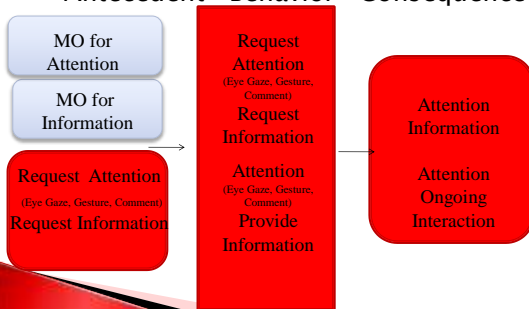 Antecedent Behavior Consequence
MO for
Attention
MO for
Information
Request Attention
(Eye Gaze, Gesture, Comment)
Request Information
Request
Attention
(Eye Gaze, Gesture,
Comment)
Request
Information
Attention
(Eye Gaze, Gesture,
Comment)
Provide
Information
Attention
Information
Attention
Ongoing
Interaction